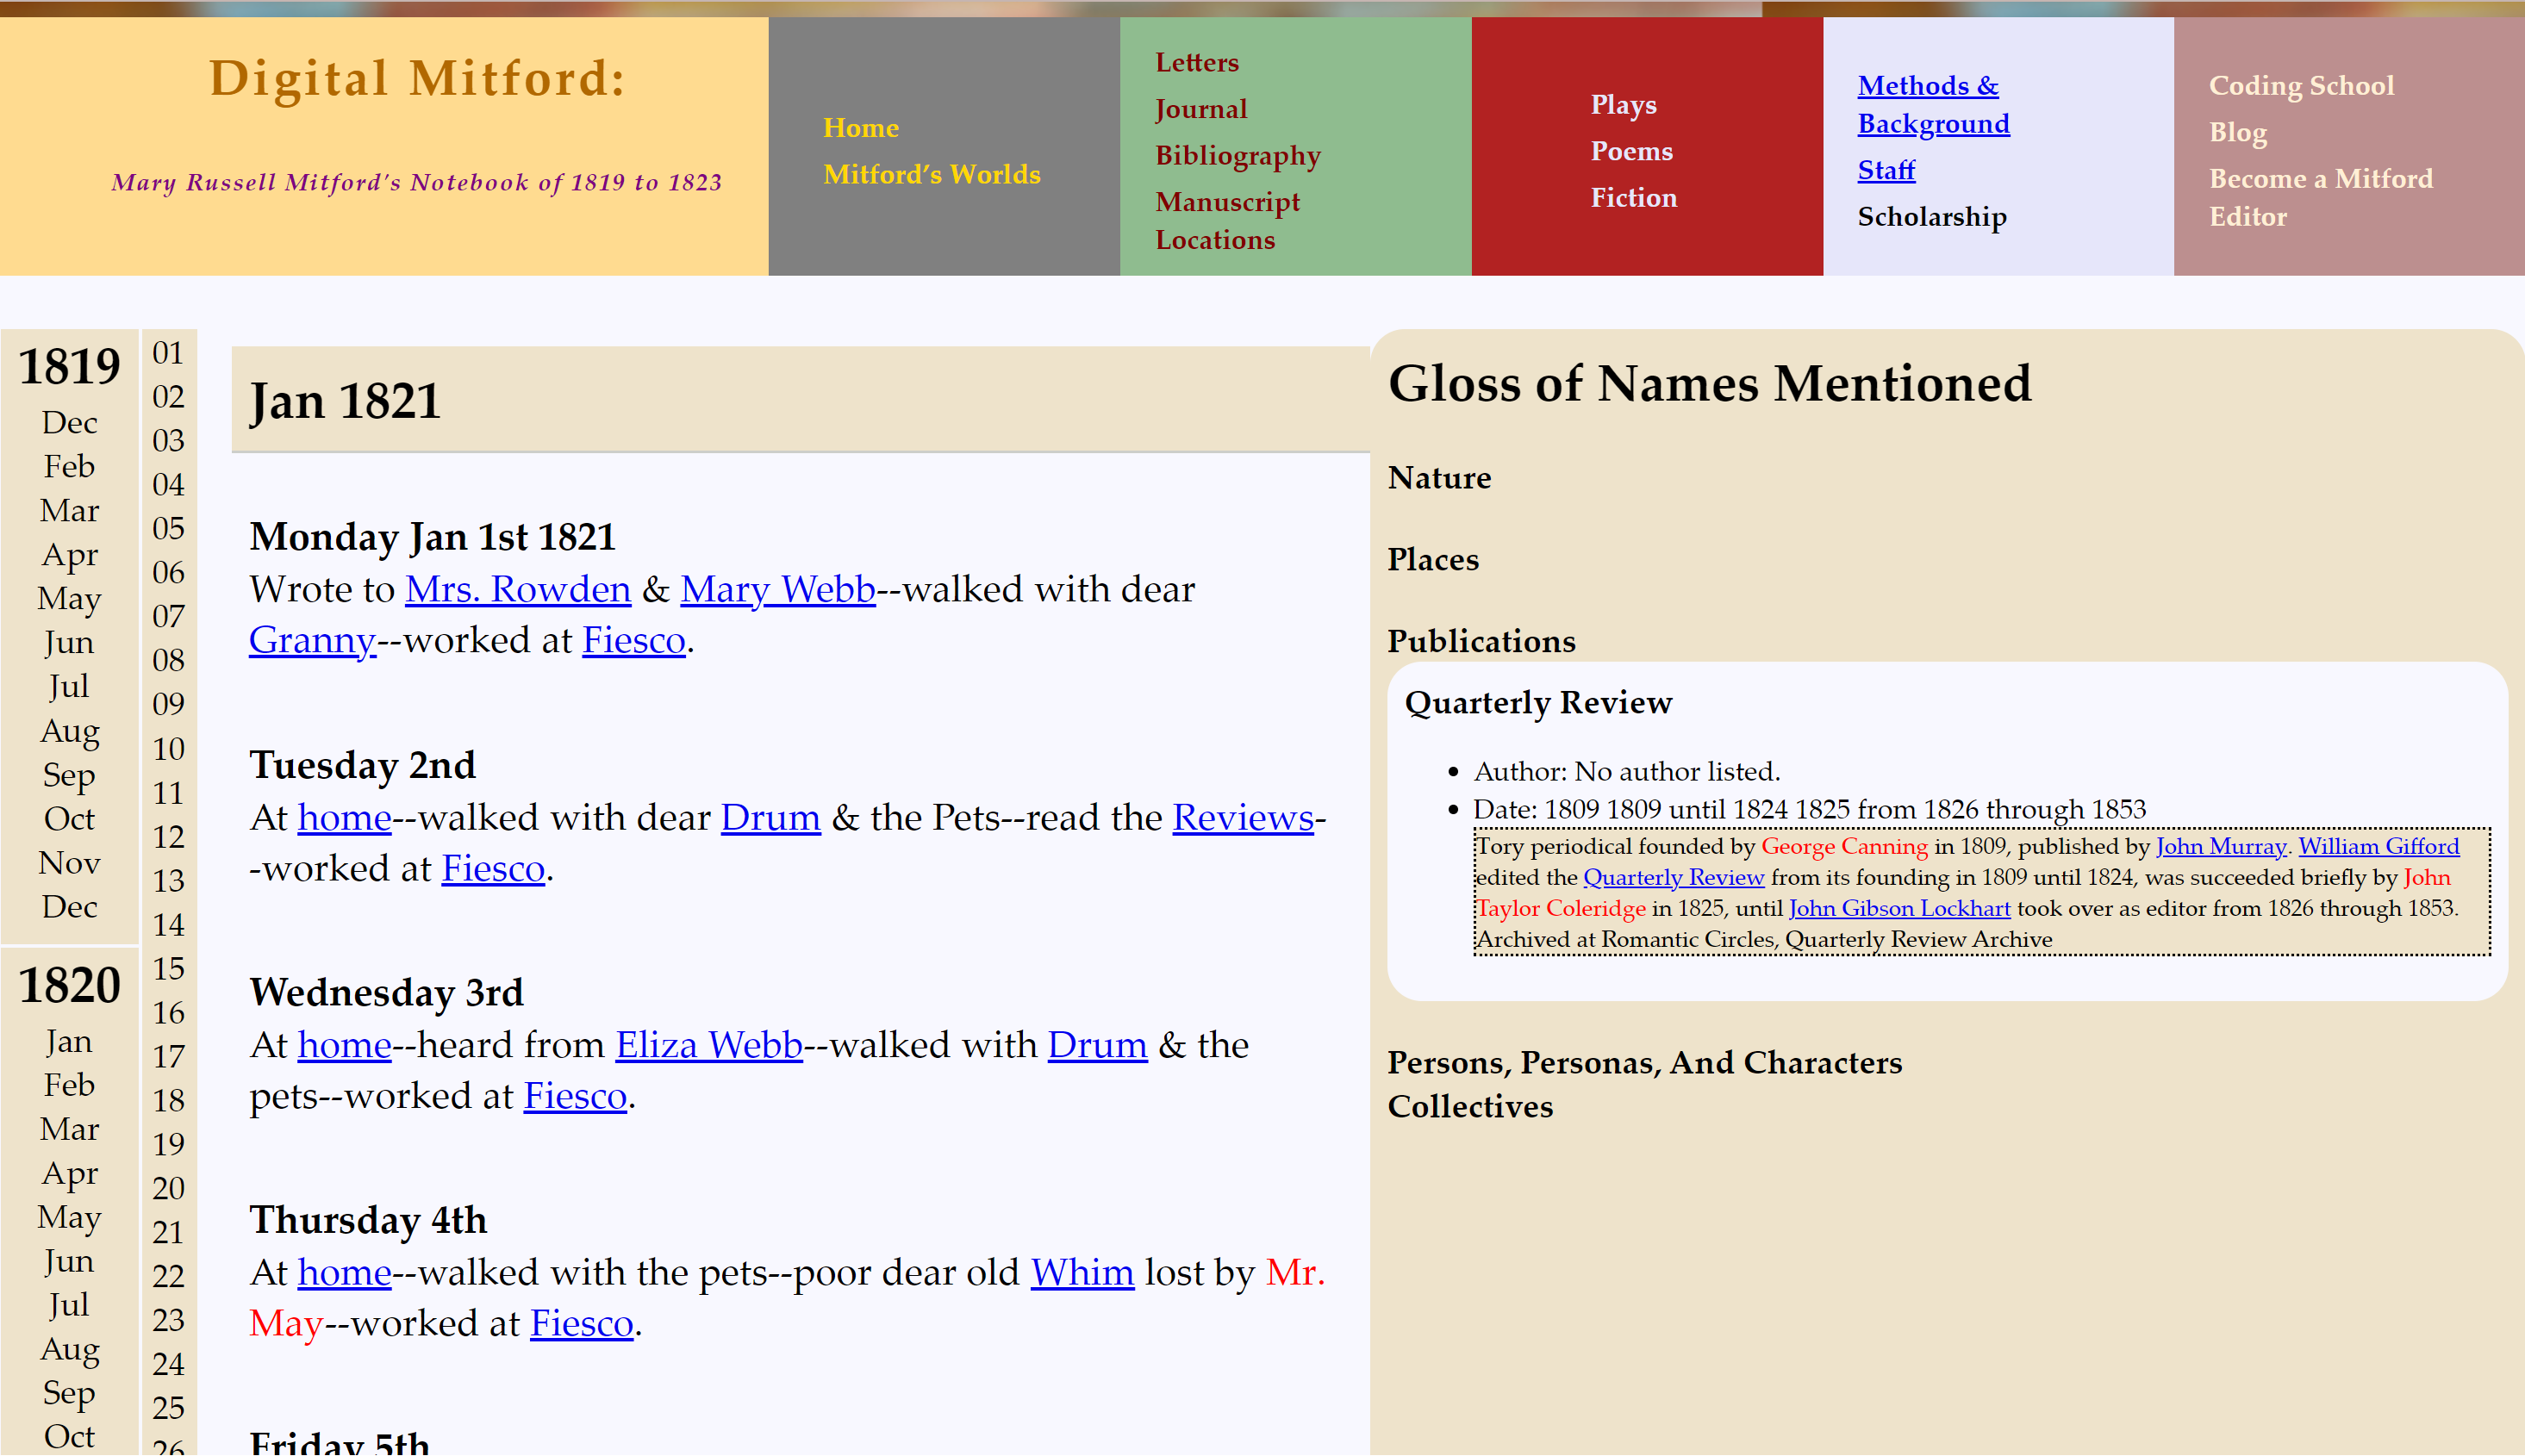 Digital Mitford:
Mary Russell Mitford's Notebook of 1819 to 1823
Home
Mitford’s Worlds
Letters
Journal
Bibliography
Manuscript
Locations
Plays
Poems
Fiction
Methods &
Background
Staff
Scholarship
Coding School
Blog
Become a Mitford
Editor
1819
Dec
Feb
Mar
Apr
May
Jun
Jul
Aug
Sep
Oct
Nov
Dec
1820
Jan
Feb
Mar
Apr
May
Jun
Jul
Aug
Sep
Oct
01
02
03
04
05
06
07
08
09
10
11
12
13
14
15
16
17
18
19
20
21
22
23
24
25
26
Jan 1821
Monday Jan 1st 1821
Wrote to Mrs. Rowden & Mary Webb--walked with dear
Granny--worked at Fiesco.
Tuesday 2nd
At home--walked with dear Drum & the Pets--read the Reviews-
-worked at Fiesco.
Wednesday 3rd
At home--heard from Eliza Webb--walked with Drum & the
pets--worked at Fiesco.
Thursday 4th
At home--walked with the pets--poor dear old Whim lost by Mr.
May--worked at Fiesco.
Friday 5th
Gloss of Names Mentioned
Nature
Places
Publications
Quarterly Review
• Author: No author listed.
• Date: 1809 1809 until 1824 1825 from 1826 through 1853
Tory periodical founded by George Canning in 1809, published by John Murray. William Gifford
edited the Quarterly Review from its founding in 1809 until 1824, was succeeded briefly by John
Taylor Coleridge in 1825, until John Gibson Lockhart took over as editor from 1826 through 1853.
Archived at Romantic Circles, Quarterly Review Archive
Persons, Personas, And Characters
Collectives